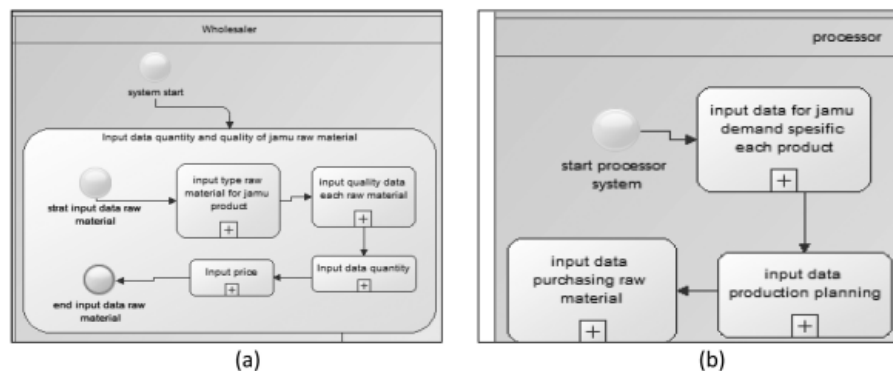 Wholesaler
system start
Input data quantity and quality of jamu raw material
strat input data raw
material
input type raw
material for jamu
product
input quality data
each raw material
Input data quantity
Input price
end input data raw
material
(a)
processor
start processor
system
input data for jamu
demand spesific
each product
input data
production planning
input data
purchasing raw
material
(b)